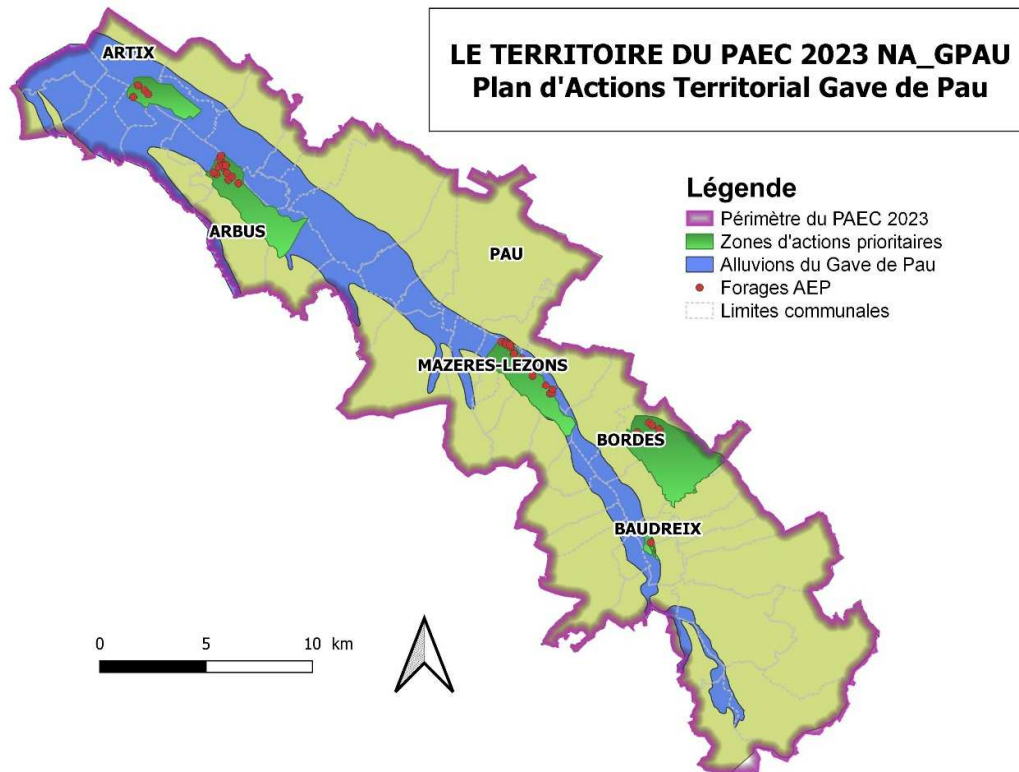 LE TERRITOIRE DU PAEC 2023 NA_GPAU
Plan d'Actions Territorial Gave de Pau
Légende
Périmètre du PAEC 2023
Zones d'actions prioritaires
Alluvions du Gave de Pau
Forages AEP
Limites communales
ARTIX
ARBUS
PAU
MAZERES-LEZONS
BORDES
BAUDREIX
0 5 10 km